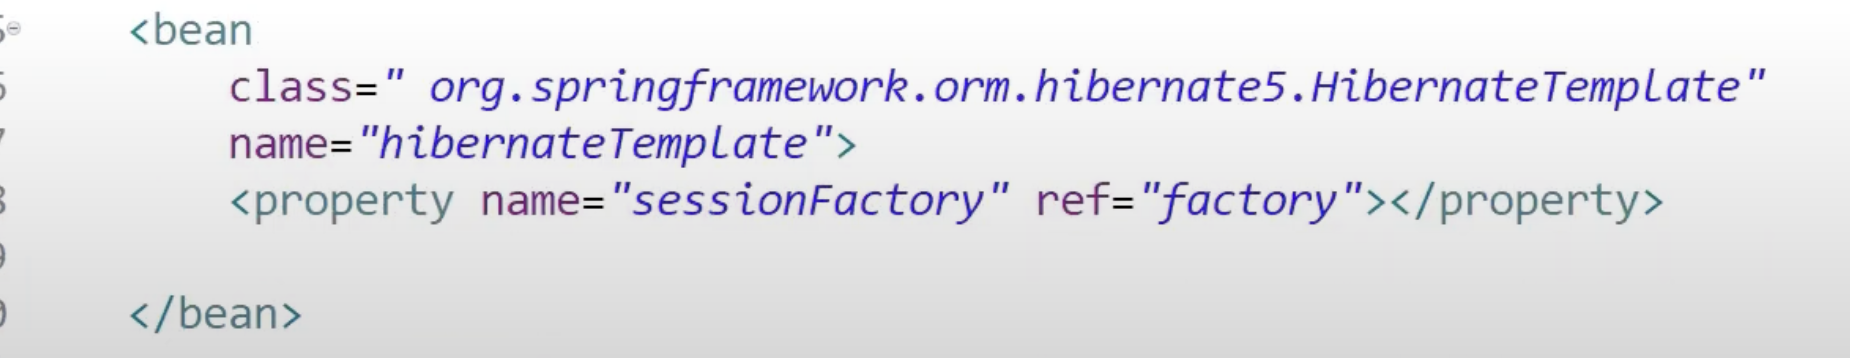 <bean
class=" org.springframework.orm.hibernate5.HibernateTemplate"
name="hibernateTemplate">
<property name="sessionFactory" ref="factory"></property>
</bean>